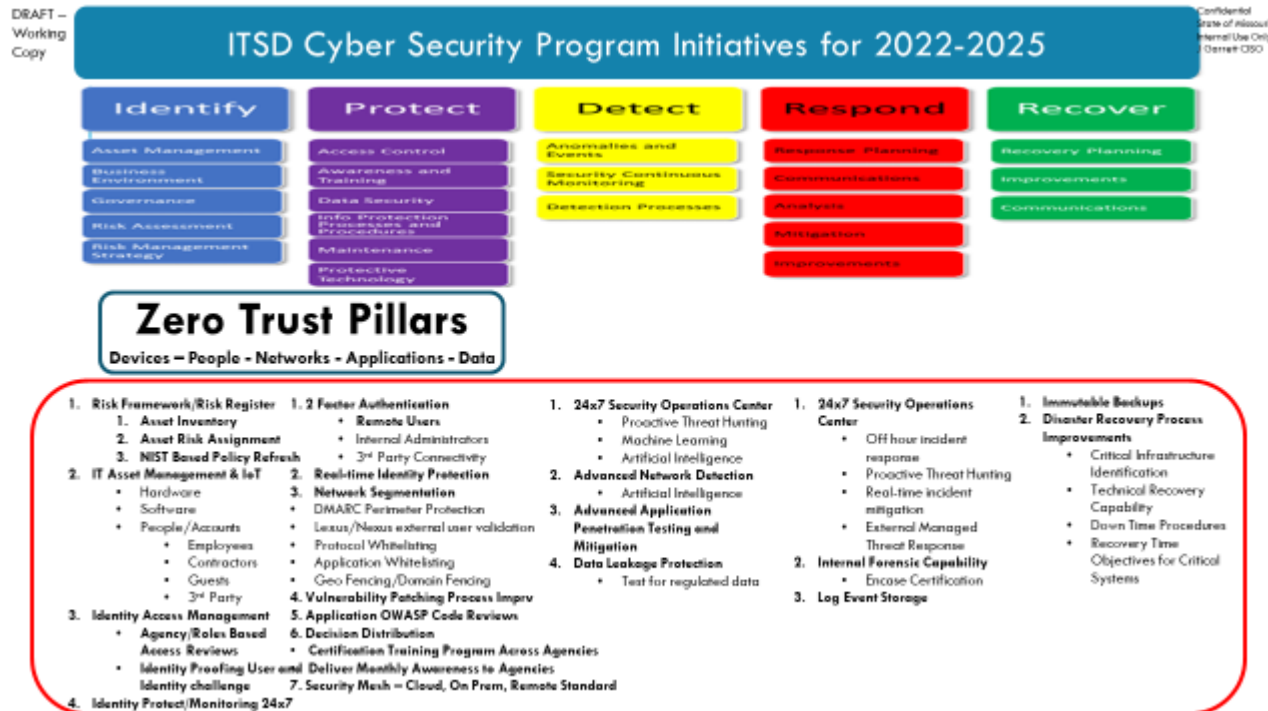 DRAFT –
Working
Copy
ITSD Cyber Security Program Initiatives for 2022-2025
Confidential
State of Missouri
Internal Use Only
J Garrett CISO
Identify
Asset Management
Business
Environment
Governance
Risk Assessment
Risk Management
Strategy
Protect
Access Control
Awareness and
Training
Data Security
Info Protection
Processes and
Procedures
Maintenance
Protective
Technology
Detect
Anomalies and
Events
Security Continuous
Monitoring
Detection Processes
Respond
Response Planning
Communications
Analysis
Mitigation
Improvements
Recover
Recovery Planning
Improvements
Communications
Zero Trust Pillars
Devices – People - Networks - Applications - Data
1. Risk Framework/Risk Register
1. Asset Inventory
2. Asset Risk Assignment
3. NIST Based Policy Refresh
2. IT Asset Management & IoT
• Hardware
• Software
• People/Accounts
• Employees
• Contractors
• Guests
• 3rd Party
3. Identity Access Management
• Agency/Roles Based
Access Reviews
• Identity Proofing User and
Identity challenge
4. Identity Protect/Monitoring 24x7
1. 2 Factor Authentication
• Remote Users
• Internal Administrators
• 3rd Party Connectivity
2. Real-time Identity Protection
3. Network Segmentation
• DMARC Perimeter Protection
• Lexus/Nexus external user validation
• Protocol Whitelisting
• Application Whitelisting
• Geo Fencing/Domain Fencing
4. Vulnerability Patching Process Imprv
5. Application OWASP Code Reviews
6. Decision Distribution
• Certification Training Program Across Agencies
• Deliver Monthly Awareness to Agencies
7. Security Mesh – Cloud, On Prem, Remote Standard
1. 24x7 Security Operations Center
• Proactive Threat Hunting
• Machine Learning
• Artificial Intelligence
2. Advanced Network Detection
• Artificial Intelligence
3. Advanced Application
Penetration Testing and
Mitigation
4. Data Leakage Protection
• Test for regulated data
1. 24x7 Security Operations
Center
• Off hour incident
response
• Proactive Threat Hunting
• Real-time incident
mitigation
• External Managed
Threat Response
2. Internal Forensic Capability
• Encase Certification
3. Log Event Storage
1. Immutable Backups
2. Disaster Recovery Process
Improvements
• Critical Infrastructure
Identification
• Technical Recovery
Capability
• Down Time Procedures
• Recovery Time
Objectives for Critical
Systems